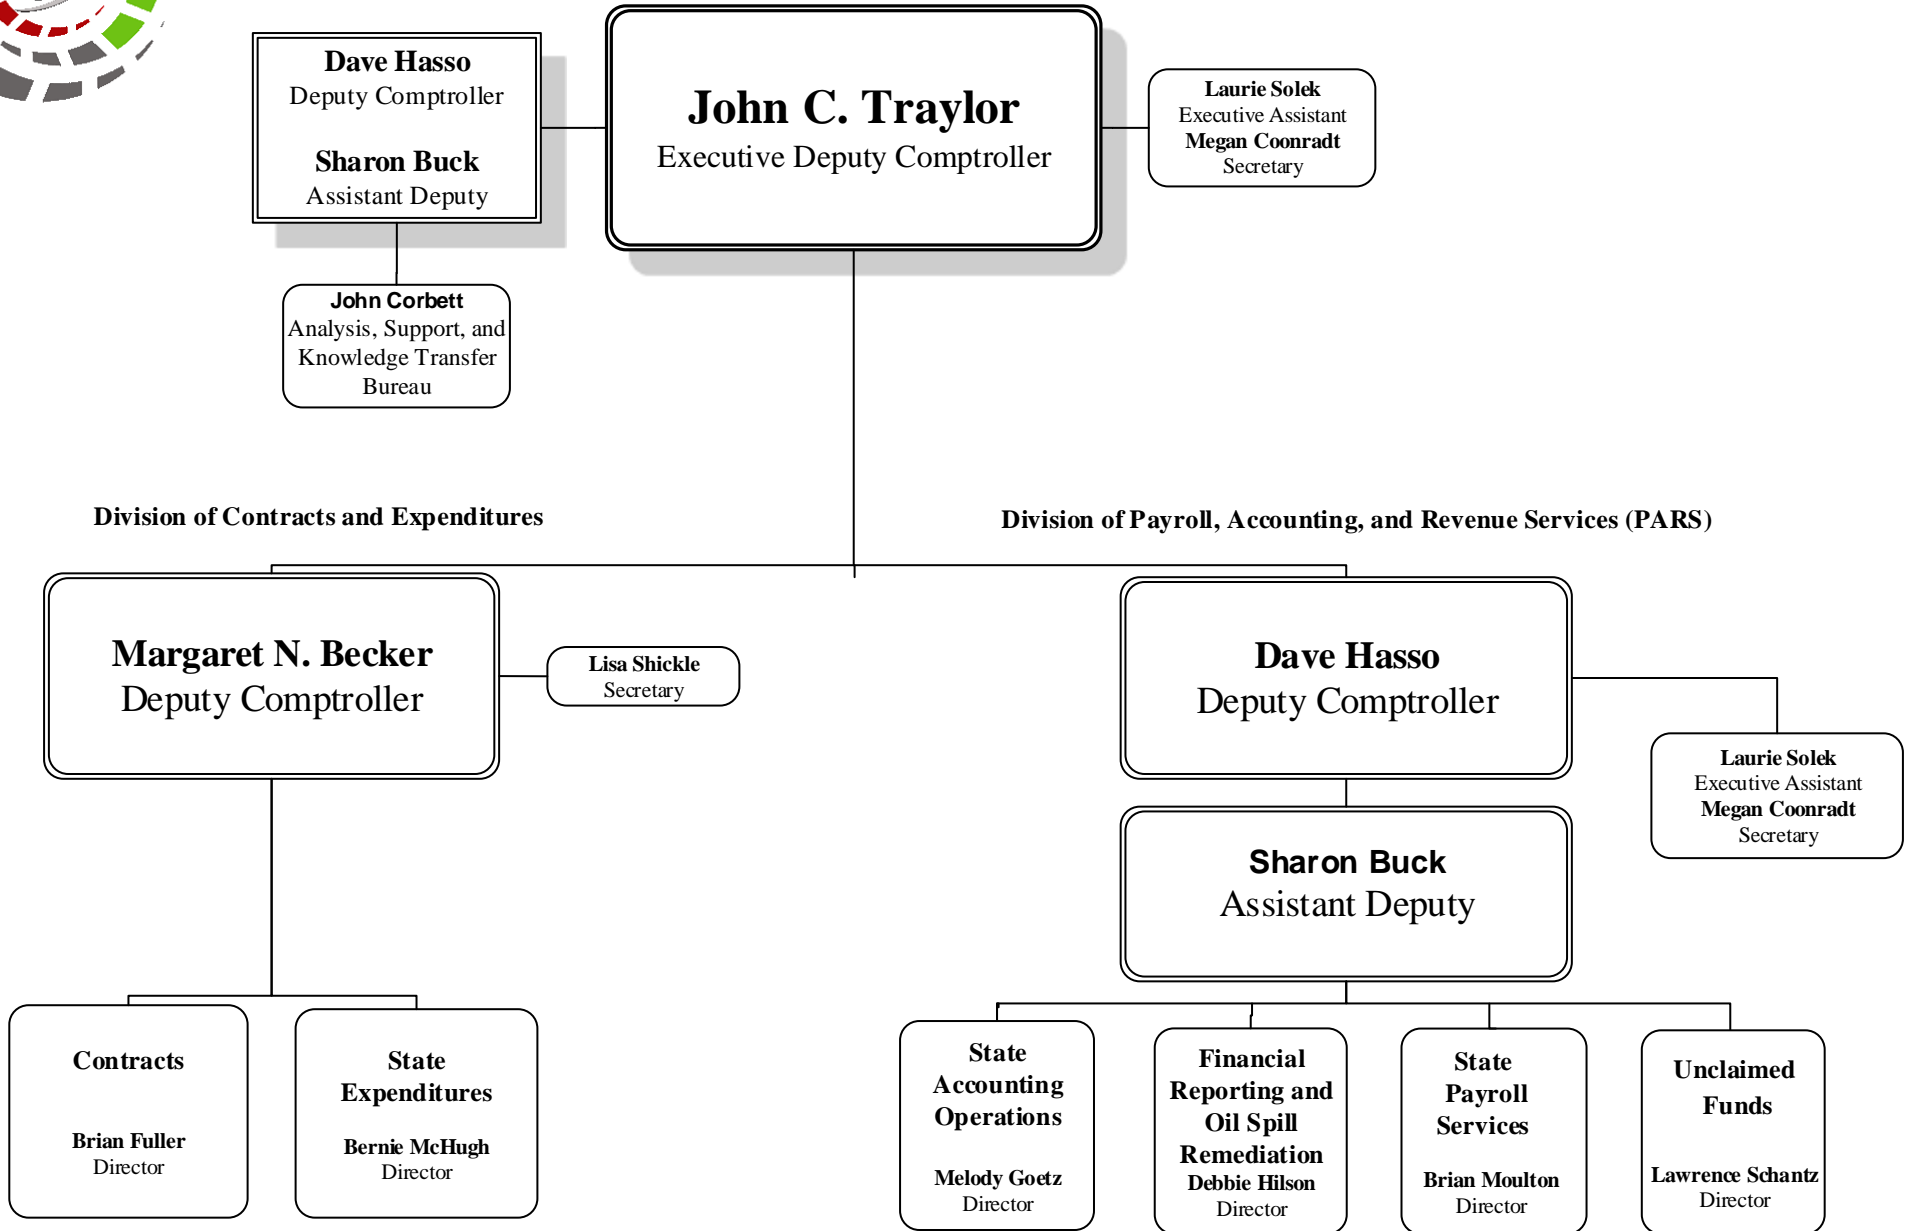 Dave Hasso
Deputy Comptroller
Sharon Buck
Assistant Deputy
John C. Traylor
Executive Deputy Comptroller
Laurie Solek
Executive Assistant
Megan Coonradt
Secretary
John Corbett
Analysis, Support, and
Knowledge Transfer
Bureau
Division of Contracts and Expenditures
Division of Payroll, Accounting, and Revenue Services (PARS)
Margaret N. Becker
Deputy Comptroller
Lisa Shickle
Secretary
Dave Hasso
Deputy Comptroller
Laurie Solek
Executive Assistant
Megan Coonradt
Secretary
Sharon Buck
Assistant Deputy
Contracts
Brian Fuller
Director
State
Expenditures
Bernie McHugh
Director
State
Accounting
Operations
Melody Goetz
Director
Financial
Reporting and
Oil Spill
Remediation
Debbie Hilson
Director
State
Payroll
Services
Brian Moulton
Director
Unclaimed
Funds
Lawrence Schantz
Director